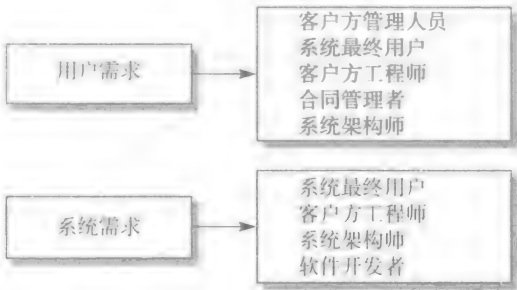 用户需求
客户方管理人员
系统最终用户
客户方工程师
合同管理者
系统架构师
系统需求
系统最终用户
客户方工程师
系统架构师
软件开发者